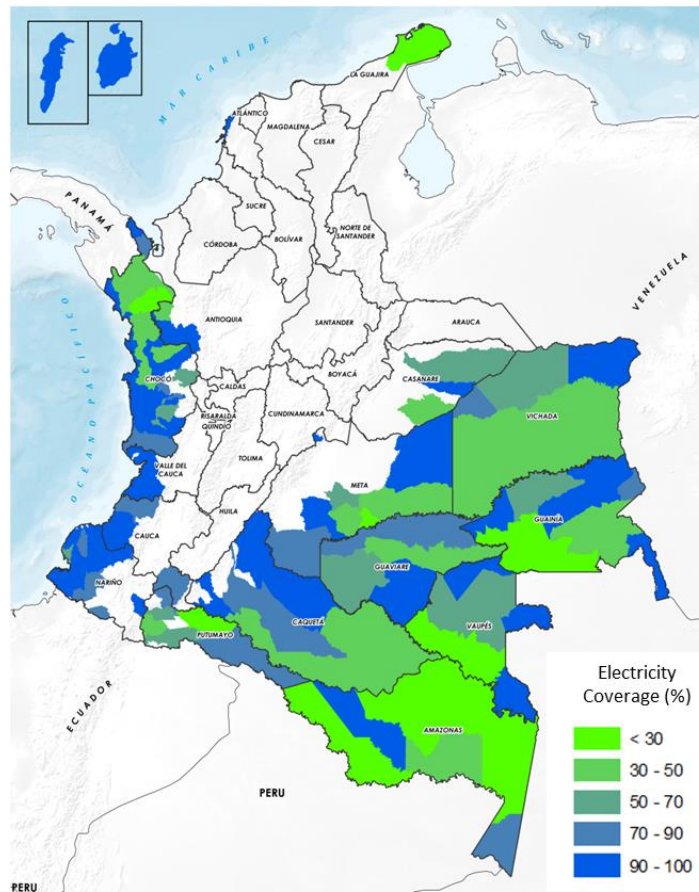 MAR CARIBE
LA GUAJIRA
ATLÁNTICO
MAGDALENA
CESAR
PANAMÁ
SUCRE
NORTE DE
SANTANDER
CÓRDOBA
BOLÍVAR
VENEZUELA
ANTIOQUIA
SANTANDER
ARAUCA
OCÉANO PACÍFICO
CHOCÓ
CALDAS
BOYACÁ
CASANARE
RISARALDA
QUINDÍO
CUNDINAMARCA
VICHADA
VALLE DEL
CAUCA
TOLIMA
META
HUILA
CAUCA
GUAINÍA
GUAVIARE
NARIÑO
CAQUETÁ
VAUPÉS
PUTUMAYO
ECUADOR
AMAZONAS
PERU
PERU
Electricity
Coverage (%)
< 30
30 - 50
50 - 70
70 - 90
90 - 100